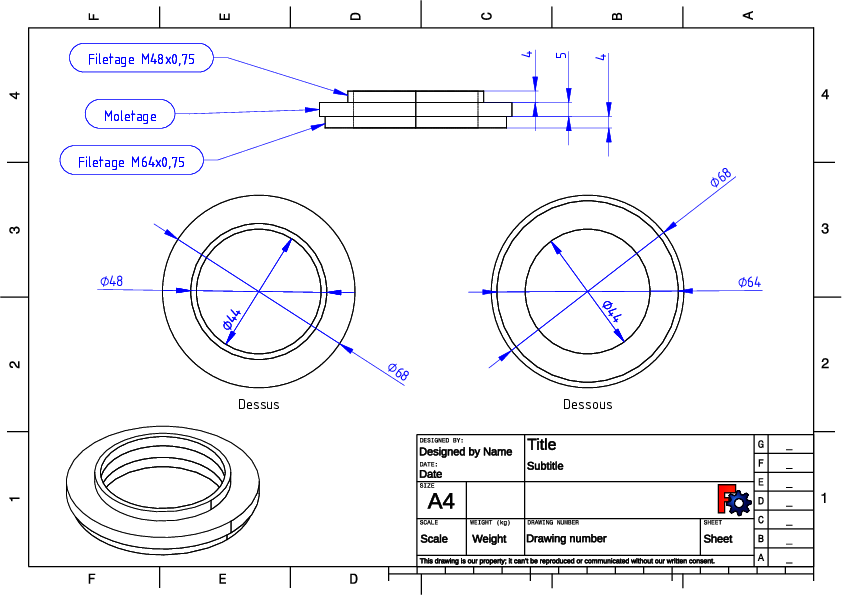 F E D C B A
Filetage M48x0,75
4 5 4
4 4
Moletage
Filetage M64x0,75
Ø68
3 3
Ø48 Ø64
Ø44 Ø44
2 2
Ø68
Dessus Dessous
DESIGNED BY:
Designed by Name
Title
DATE:
Date
Subtitle
SIZE
A4
SCALE WEIGHT (kg) DRAWING NUMBER SHEET
Scale Weight Drawing number Sheet
This drawing is our property; it can't be reproduced or communicated without our written consent.
G _
F _
E _
D _
C _
B _
A _
1 1
F E D